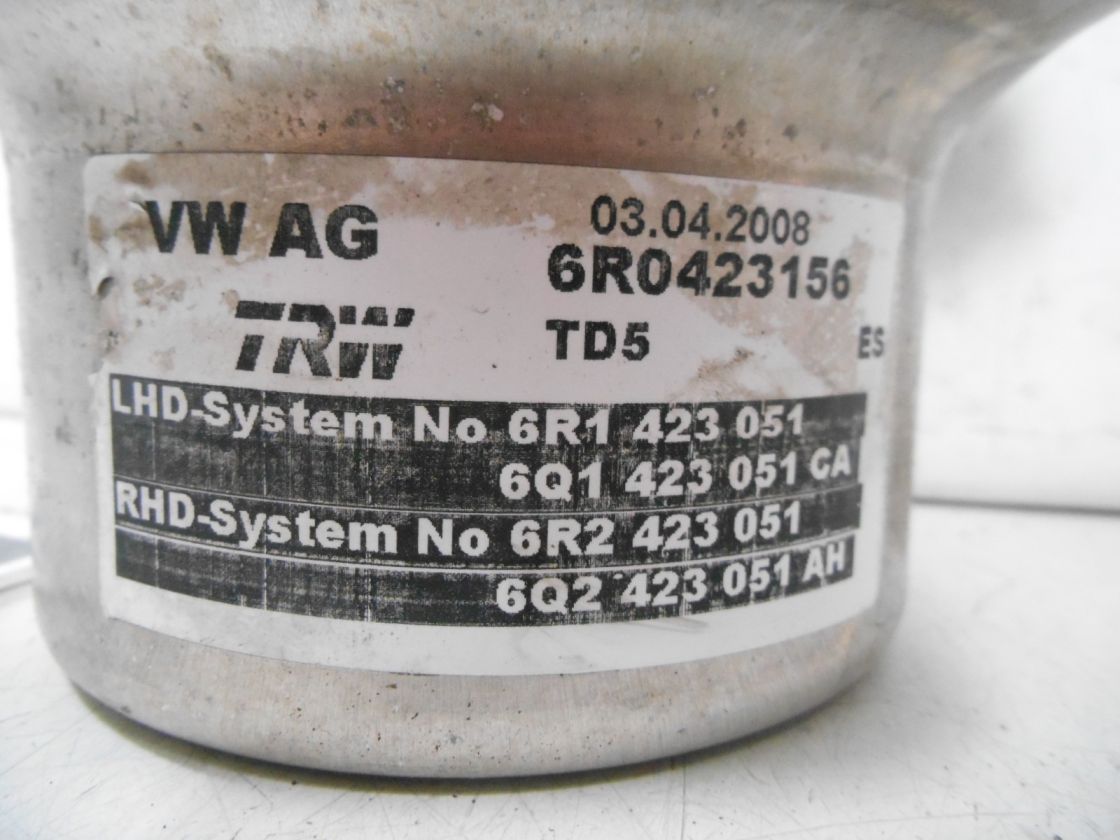 VW AG 03.04.2008
6R0423156
TRW TD5 ES
LHD-System No 6R1 423 051
6Q1 423 051 CA
RHD-System No 6R2 423 051
6Q2 423 051 AH